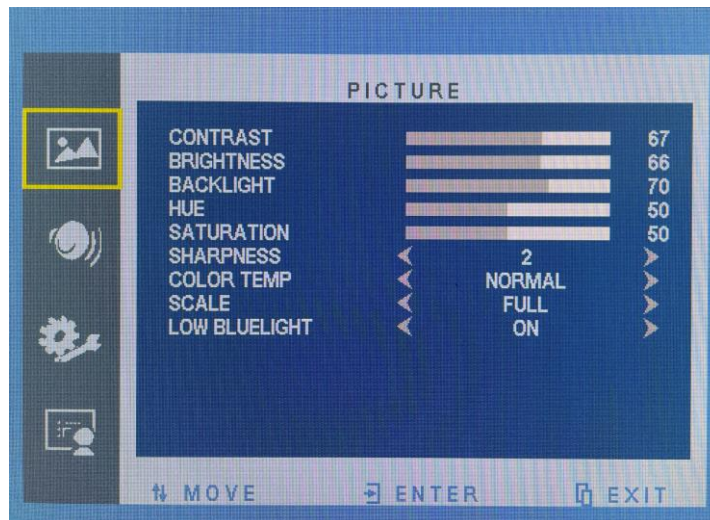 PICTURE
CONTRAST 67
BRIGHTNESS 66
BACKLIGHT 70
HUE 50
SATURATION 50
SHARPNESS 2
COLOR TEMP NORMAL
SCALE FULL
LOW BLUELIGHT ON
MOVE ENTER EXIT